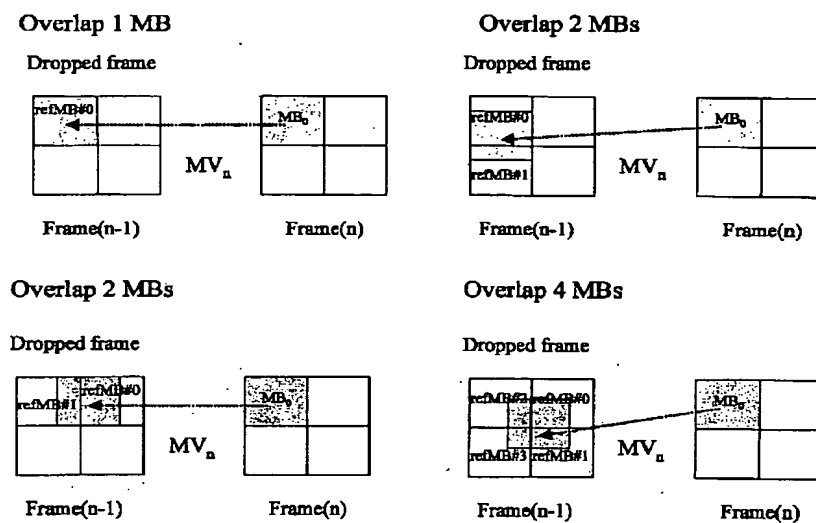 Overlap 1 MB
Dropped frame
refMB#0
MB₀
MVₙ
Frame(n-1)
Frame(n)
Overlap 2 MBs
Dropped frame
refMB#0
refMB#1
MB₀
MVₙ
Frame(n-1)
Frame(n)
Overlap 2 MBs
Dropped frame
refMB#1
refMB#0
MB₀
MVₙ
Frame(n-1)
Frame(n)
Overlap 4 MBs
Dropped frame
refMB#2
refMB#0
refMB#3
refMB#1
MB₀
MVₙ
Frame(n-1)
Frame(n)